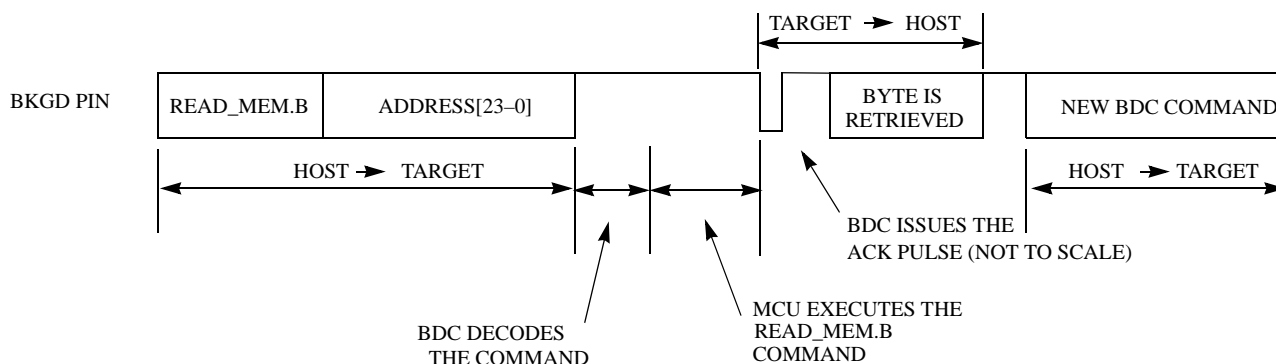 TARGET HOST
BKGD PIN
READ_MEM.B
ADDRESS[23–0]
BYTE IS
RETRIEVED
NEW BDC COMMAND
HOST TARGET
HOST TARGET
BDC ISSUES THE
ACK PULSE (NOT TO SCALE)
BDC DECODES
THE COMMAND
MCU EXECUTES THE
READ_MEM.B
COMMAND